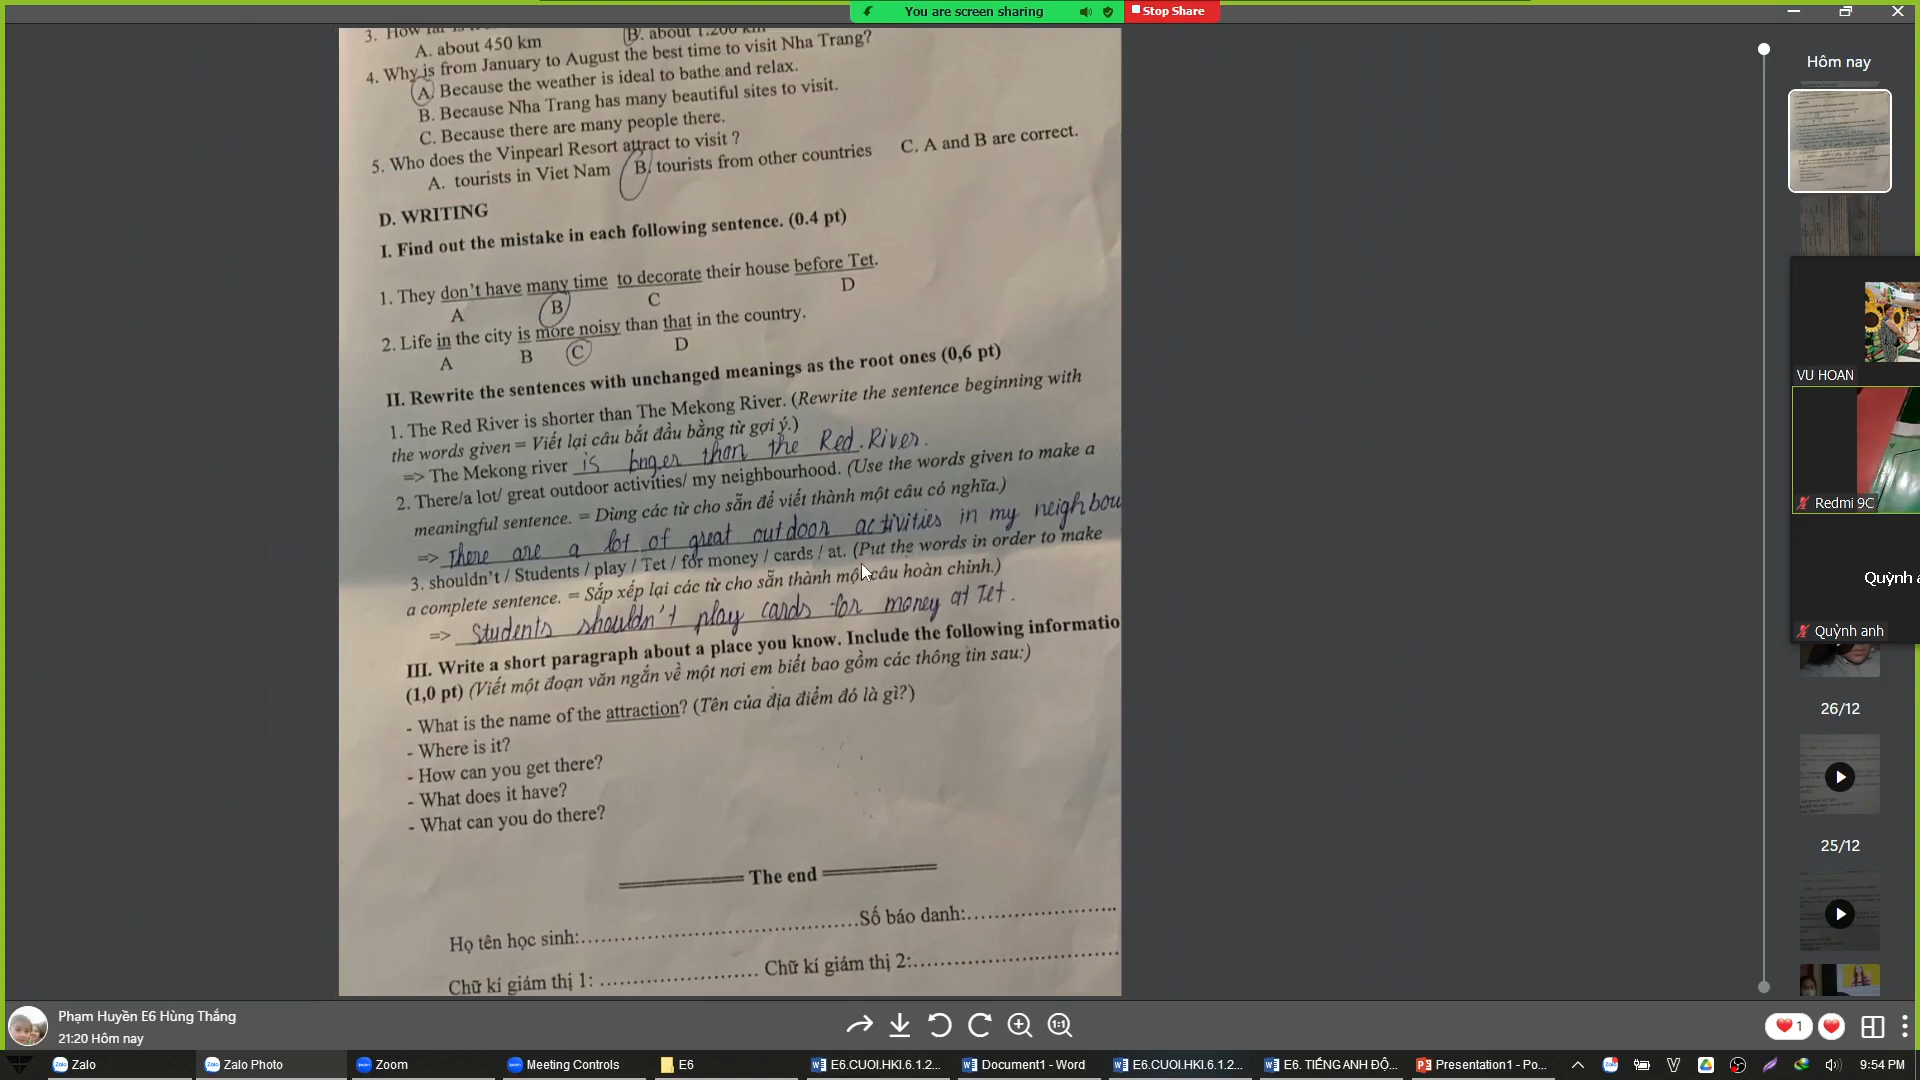 You are screen sharing
Stop Share
3. How far is
A. about 450 km B. about 1.200 km
4. Why is from January to August the best time to visit Nha Trang?
A. Because the weather is ideal to bathe and relax.
B. Because Nha Trang has many beautiful sites to visit.
C. Because there are many people there.
5. Who does the Vinpearl Resort attract to visit ?
A. tourists in Viet Nam B. tourists from other countries C. A and B are correct.
D. WRITING
I. Find out the mistake in each following sentence. (0.4 pt)
1. They don't have many time to decorate their house before Tet.
A B C D
2. Life in the city is more noisy than that in the country.
A B C D
II. Rewrite the sentences with unchanged meanings as the root ones (0,6 pt)
1. The Red River is shorter than The Mekong River. (Rewrite the sentence beginning with
the words given = Viết lại câu bắt đầu bằng từ gợi ý.)
=> The Mekong river is longer than the Red River.
2. There/a lot/ great outdoor activities/ my neighbourhood. (Use the words given to make a
meaningful sentence. = Dùng các từ cho sẵn để viết thành một câu có nghĩa.)
=> There are a lot of great outdoor activities in my neighbou
3. shouldn't / Students / play / Tet / for money / cards / at. (Put the words in order to make
a complete sentence. = Sắp xếp lại các từ cho sẵn thành một câu hoàn chỉnh.)
=> Students shouldn't play cards for money at Tet.
III. Write a short paragraph about a place you know. Include the following informatio
(1,0 pt) (Viết một đoạn văn ngắn về một nơi em biết bao gồm các thông tin sau:)
- What is the name of the attraction? (Tên của địa điểm đó là gì?)
- Where is it?
- How can you get there?
- What does it have?
- What can you do there?
The end
Họ tên học sinh:........................................Số báo danh:.....................
Chữ kí giám thị 1: ....................... Chữ kí giám thị 2:.............................
Hôm nay
VU HOAN
Redmi 9C
Quỳnh a
Quỳnh anh
26/12
25/12
Phạm Huyền E6 Hùng Thắng
21:20 Hôm nay
1:1
1
Zalo
Zalo Photo
Zoom
Meeting Controls
E6
E6.CUOI.HKI.6.1.2...
Document1 - Word
E6.CUOI.HKI.6.1.2...
E6. TIẾNG ANH ĐỘ...
Presentation1 - Po...
9:54 PM